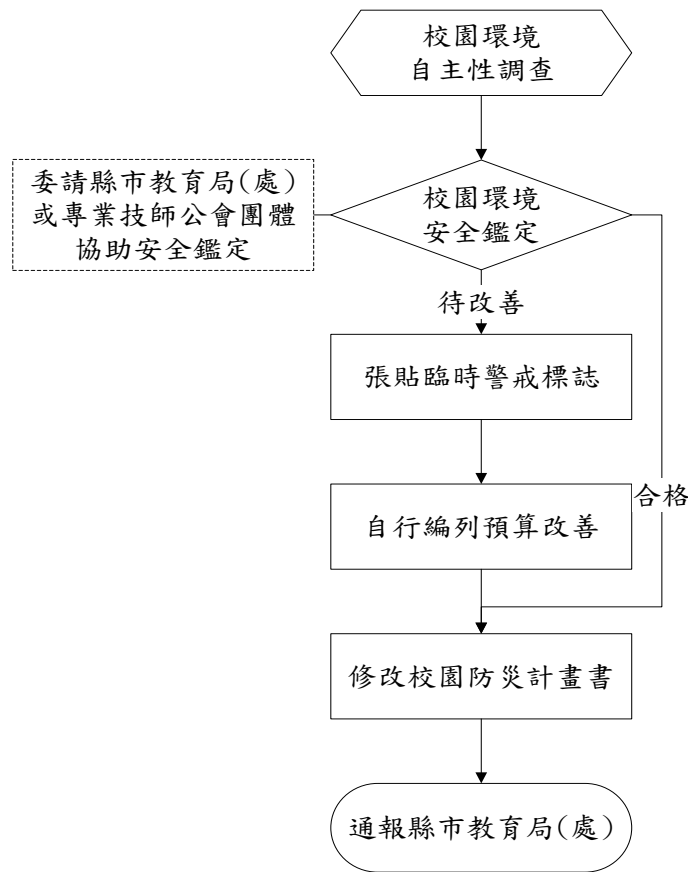 校園環境
自主性調查
委請縣市教育局(處)
或專業技師公會團體
協助安全鑑定
校園環境
安全鑑定
待改善
張貼臨時警戒標誌
合格
自行編列預算改善
修改校園防災計畫書
通報縣市教育局(處)